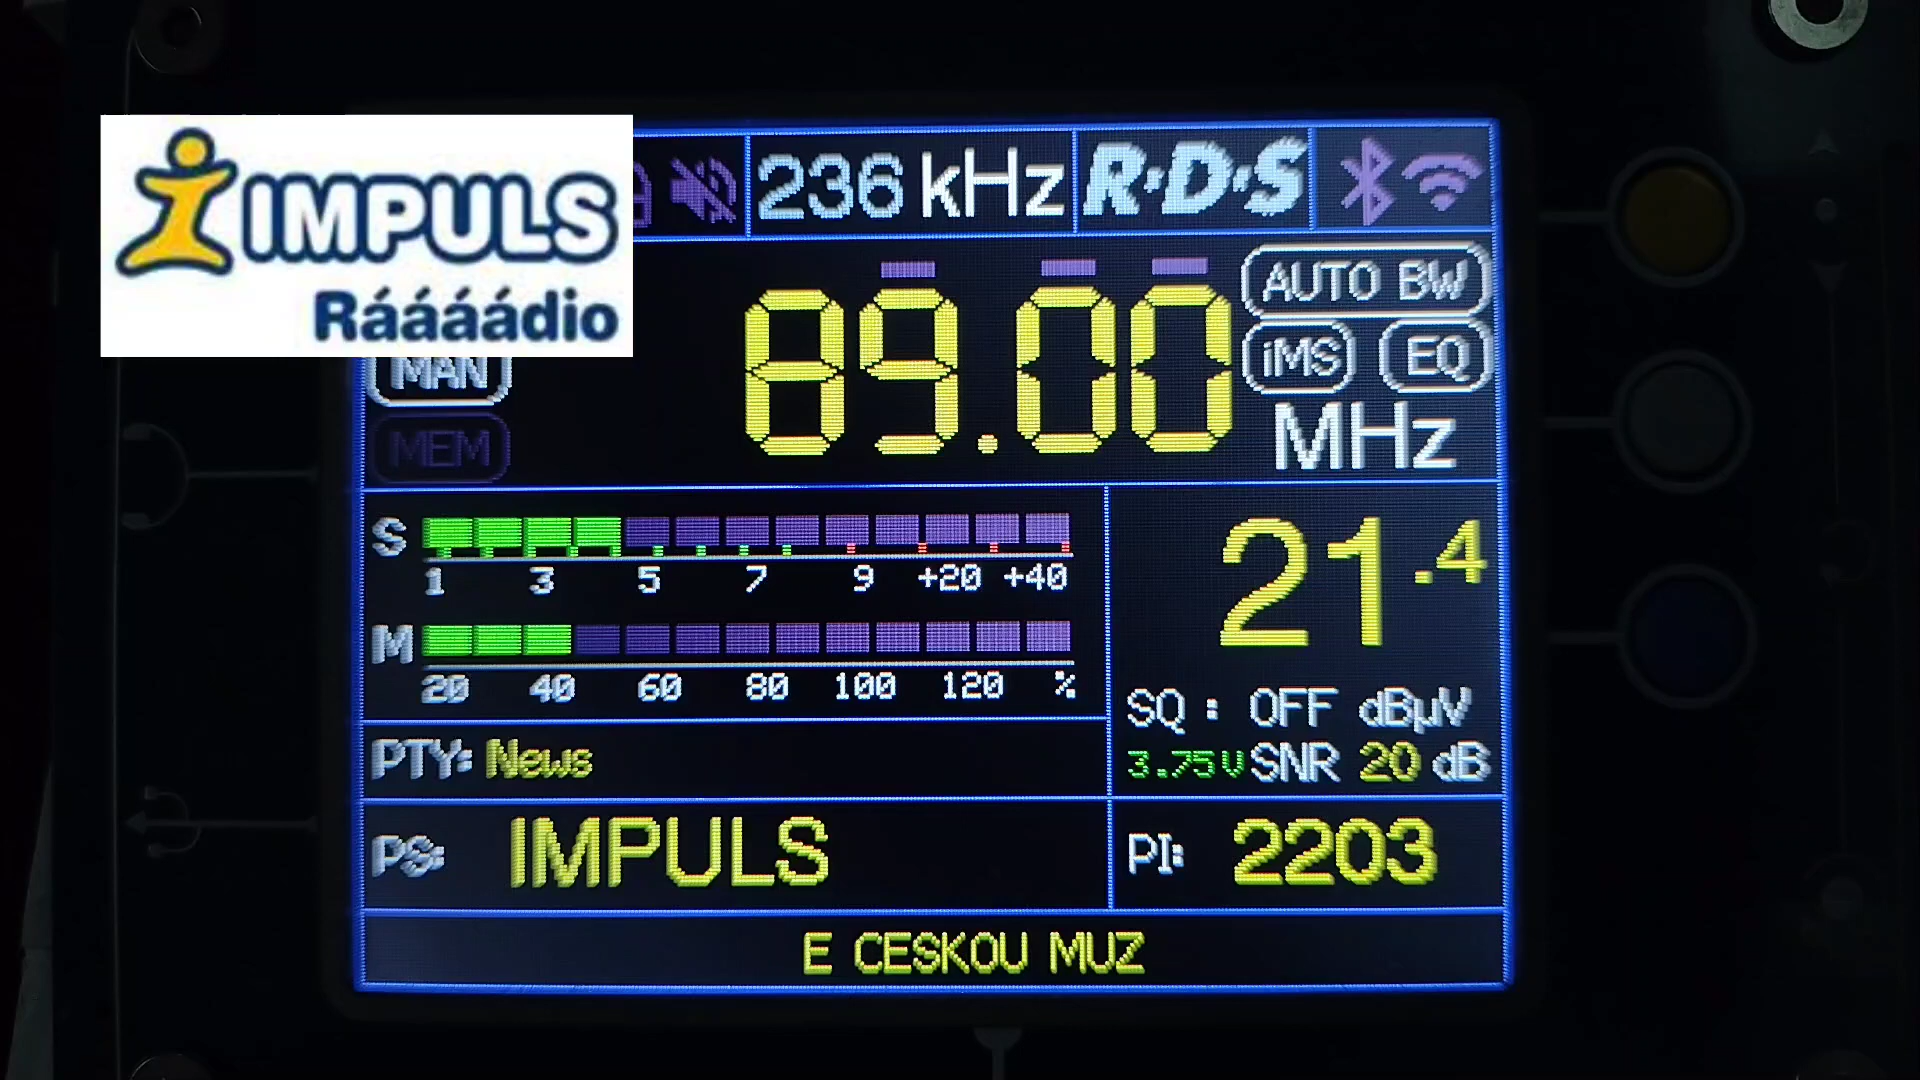 IMPULS
Ráááádio
236 kHz R·D·S
89.00 MHz
AUTO BW
iMS EQ
MAN
MEM
S
1 3 5 7 9 +20 +40
M
20 40 60 80 100 120 %
21.4
SQ : OFF dBµV
3.75V SNR 20 dB
PTY: News
PS: IMPULS
PI: 2203
E CESKOU MUZ